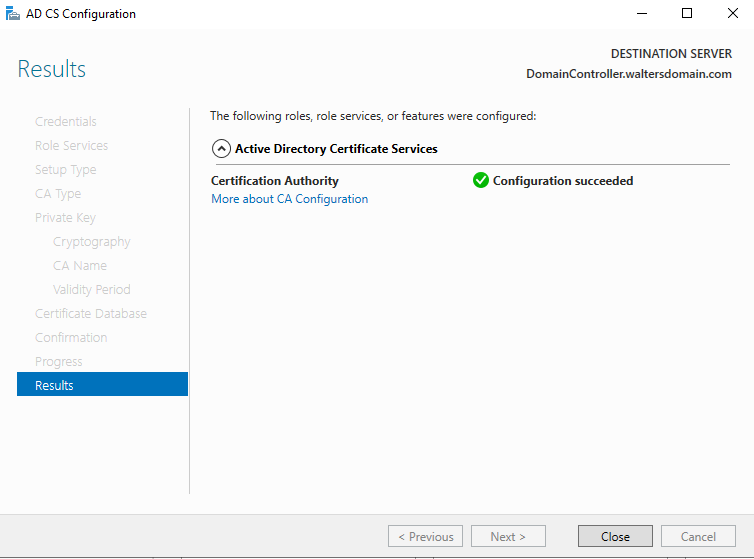 AD CS Configuration
Results
DESTINATION SERVER
DomainController.waltersdomain.com
Credentials
Role Services
Setup Type
CA Type
Private Key
Cryptography
CA Name
Validity Period
Certificate Database
Confirmation
Progress
Results
The following roles, role services, or features were configured:
Active Directory Certificate Services
Certification Authority
Configuration succeeded
More about CA Configuration
< Previous
Next >
Close
Cancel